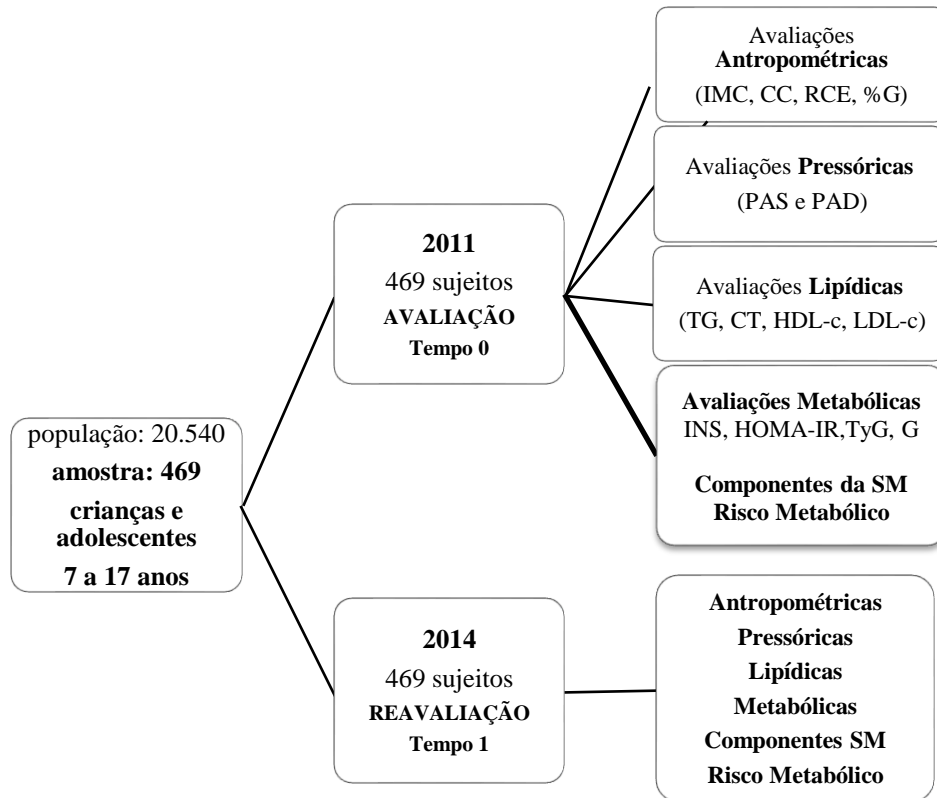 população: 20.540
amostra: 469
crianças e
adolescentes
7 a 17 anos
2011
469 sujeitos
AVALIAÇÃO
Tempo 0
Avaliações
Antropométricas
(IMC, CC, RCE, %G)
Avaliações Pressóricas
(PAS e PAD)
Avaliações Lipídicas
(TG, CT, HDL-c, LDL-c)
Avaliações Metabólicas
INS, HOMA-IR,TyG, G
Componentes da SM
Risco Metabólico
2014
469 sujeitos
REAVALIAÇÃO
Tempo 1
Antropométricas
Pressóricas
Lipídicas
Metabólicas
Componentes SM
Risco Metabólico